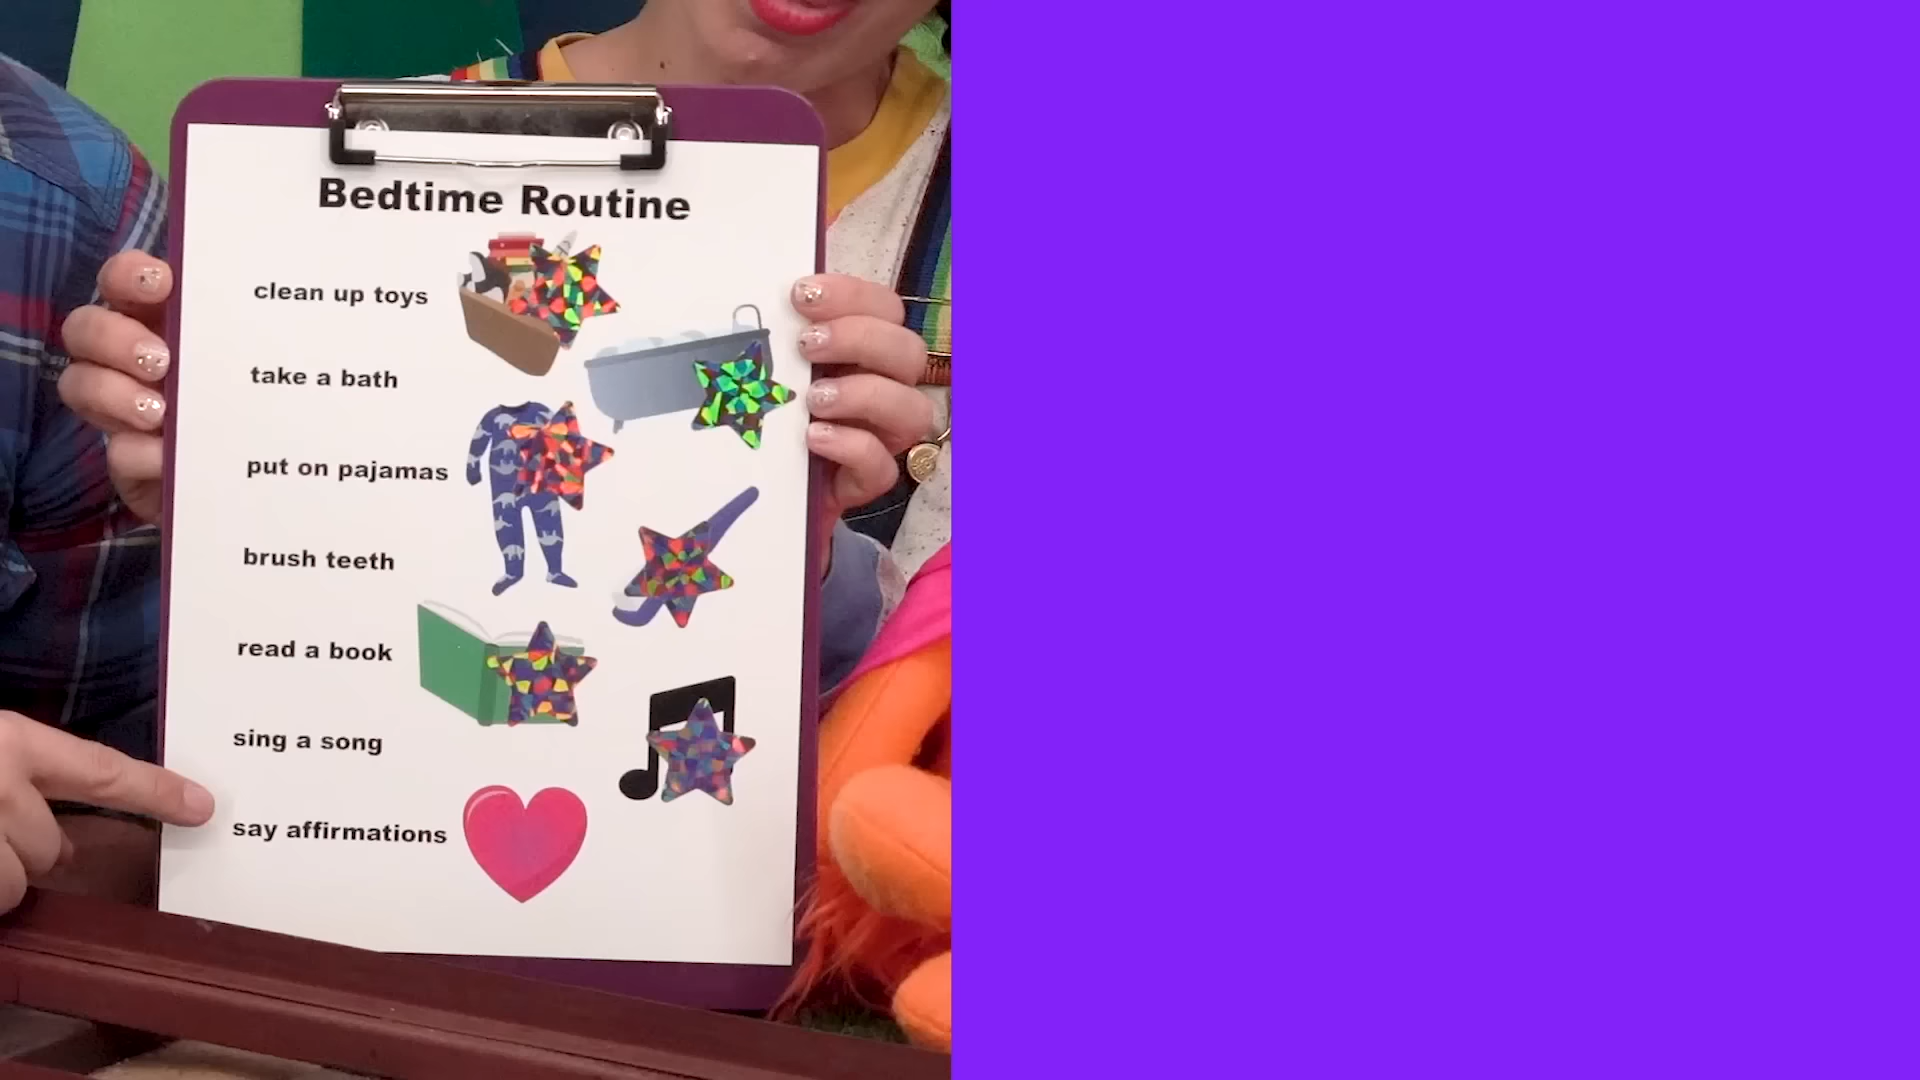 Bedtime Routine
clean up toys
take a bath
put on pajamas
brush teeth
read a book
sing a song
say affirmations